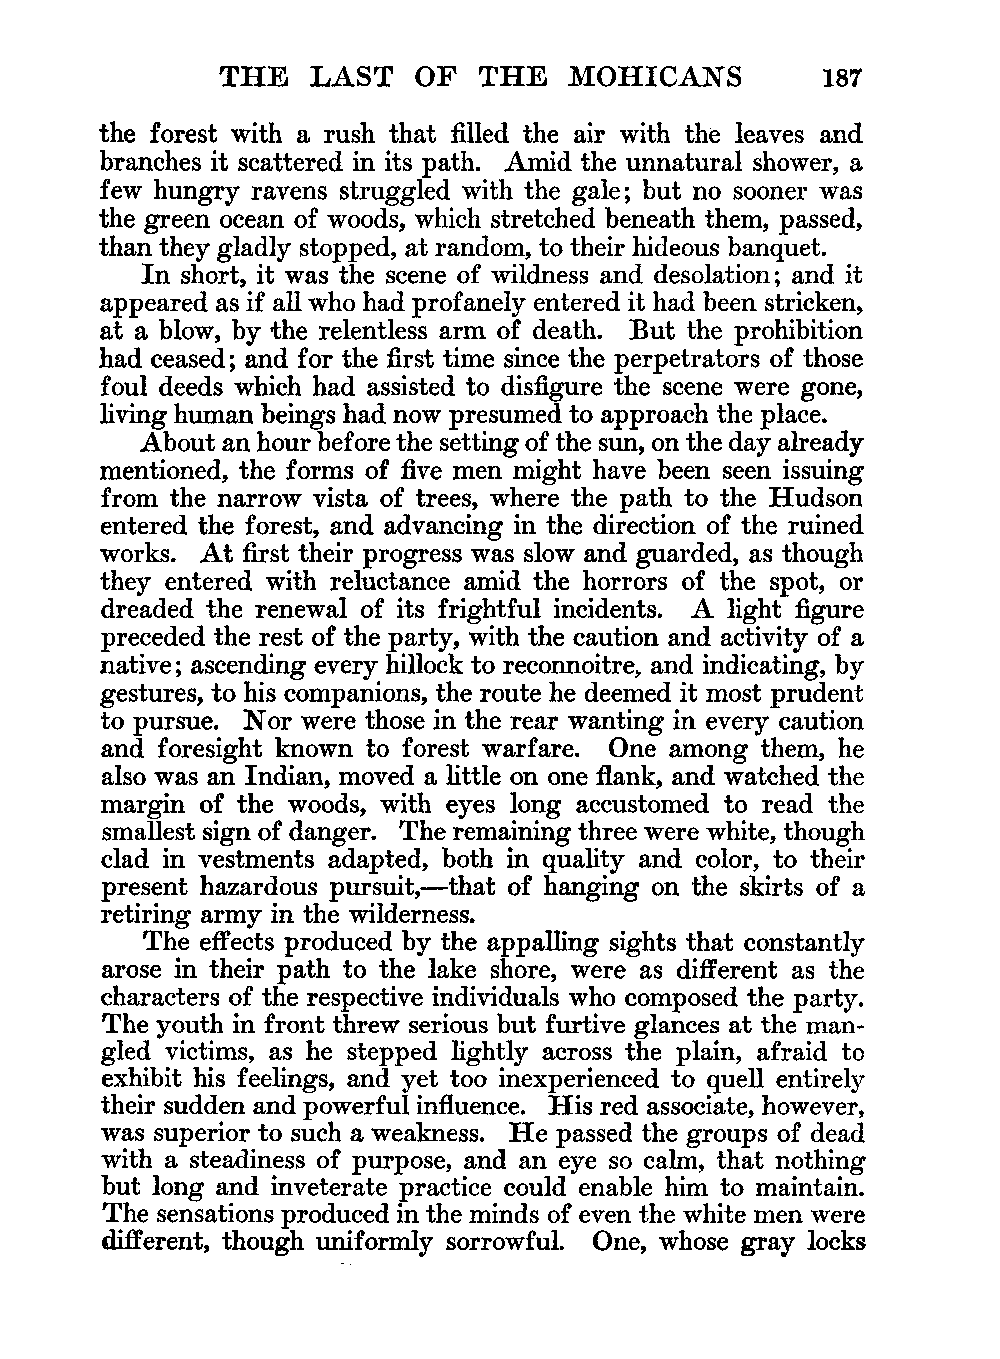 THE LAST OF THE MOHICANS 187
the forest with a rush that filled the air with the leaves and
branches it scattered in its path. Amid the unnatural shower, a
few hungry ravens struggled with the gale; but no sooner was
the green ocean of woods, which stretched beneath them, passed,
than they gladly stopped, at random, to their hideous banquet.
In short, it was the scene of wildness and desolation; and it
appeared as if all who had profanely entered it had been stricken,
at a blow, by the relentless arm of death. But the prohibition
had ceased; and for the first time since the perpetrators of those
foul deeds which had assisted to disfigure the scene were gone,
living human beings had now presumed to approach the place.
About an hour before the setting of the sun, on the day already
mentioned, the forms of five men might have been seen issuing
from the narrow vista of trees, where the path to the Hudson
entered the forest, and advancing in the direction of the ruined
works. At first their progress was slow and guarded, as though
they entered with reluctance amid the horrors of the spot, or
dreaded the renewal of its frightful incidents. A light figure
preceded the rest of the party, with the caution and activity of a
native; ascending every hillock to reconnoitre, and indicating, by
gestures, to his companions, the route he deemed it most prudent
to pursue. Nor were those in the rear wanting in every caution
and foresight known to forest warfare. One among them, he
also was an Indian, moved a little on one flank, and watched the
margin of the woods, with eyes long accustomed to read the
smallest sign of danger. The remaining three were white, though
clad in vestments adapted, both in quality and color, to their
present hazardous pursuit,—that of hanging on the skirts of a
retiring army in the wilderness.
The effects produced by the appalling sights that constantly
arose in their path to the lake shore, were as different as the
characters of the respective individuals who composed the party.
The youth in front threw serious but furtive glances at the man-
gled victims, as he stepped lightly across the plain, afraid to
exhibit his feelings, and yet too inexperienced to quell entirely
their sudden and powerful influence. His red associate, however,
was superior to such a weakness. He passed the groups of dead
with a steadiness of purpose, and an eye so calm, that nothing
but long and inveterate practice could enable him to maintain.
The sensations produced in the minds of even the white men were
different, though uniformly sorrowful. One, whose gray locks